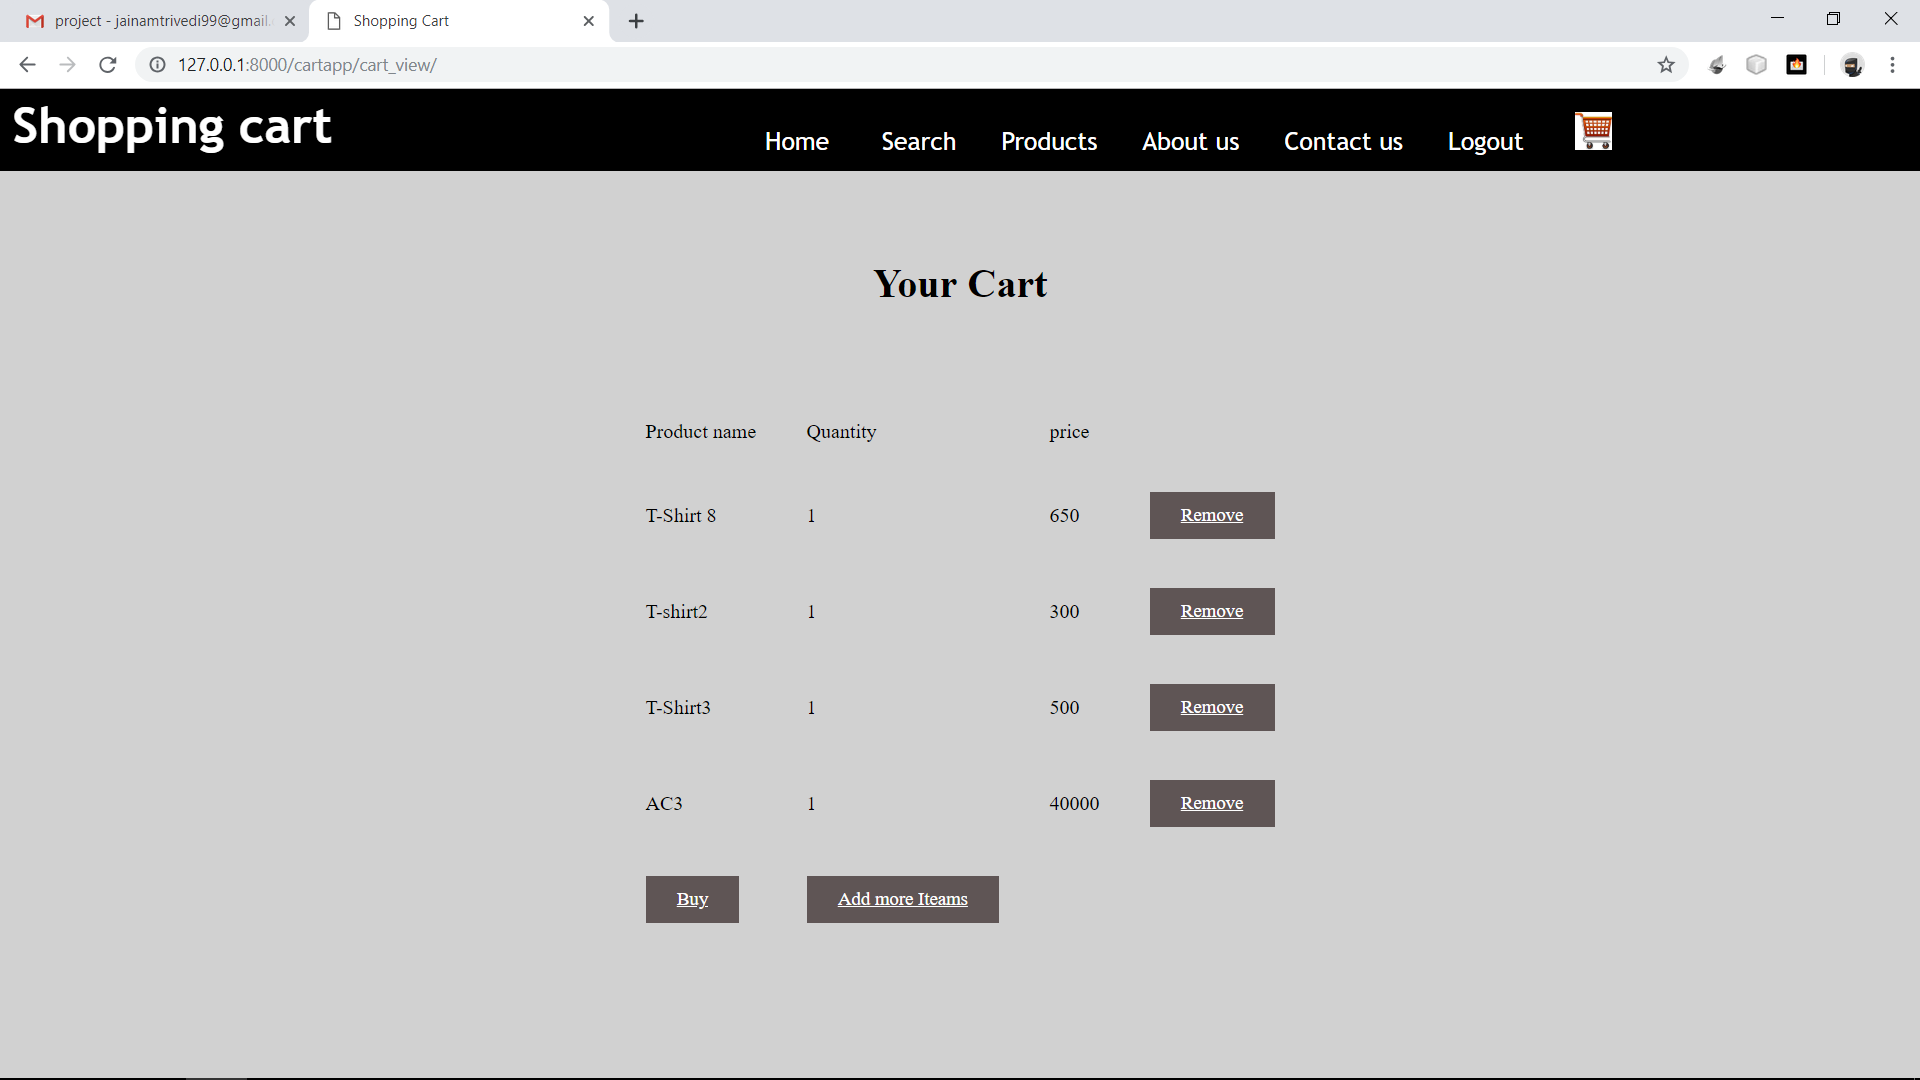 project - jainamtrivedi99@gmail.
Shopping Cart
127.0.0.1:8000/cartapp/cart_view/
Shopping cart
Home Search Products About us Contact us Logout
Your Cart
Product name Quantity price
T-Shirt 8 1 650 Remove
T-shirt2 1 300 Remove
T-Shirt3 1 500 Remove
AC3 1 40000 Remove
Buy Add more Iteams